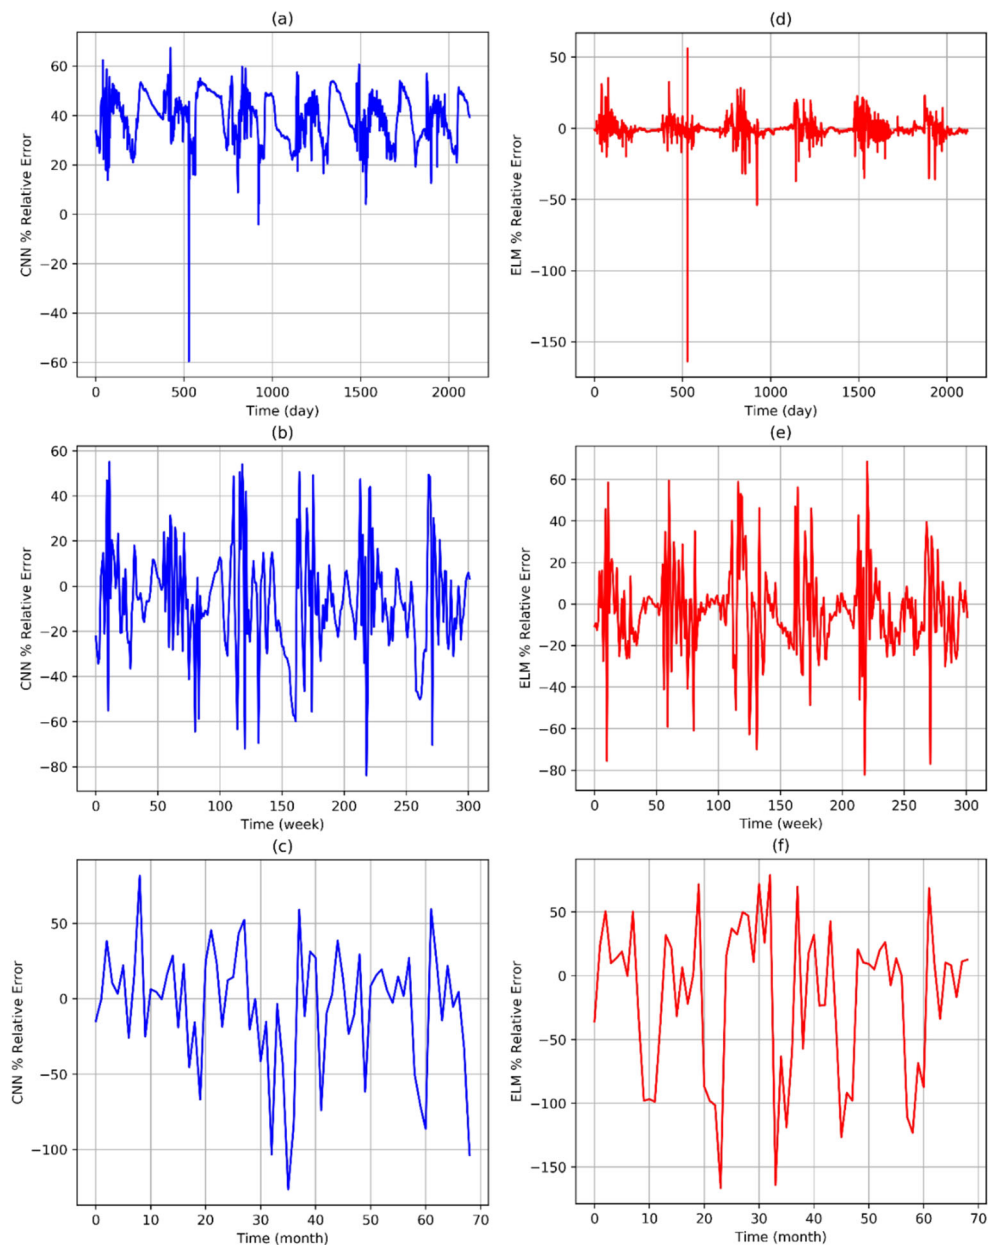 (a)
CNN % Relative Error
60
40
20
0
−20
−40
−60
0 500 1000 1500 2000
Time (day)
(d)
ELM % Relative Error
50
0
−50
−100
−150
0 500 1000 1500 2000
Time (day)
(b)
CNN % Relative Error
60
40
20
0
−20
−40
−60
−80
0 50 100 150 200 250 300
Time (week)
(e)
ELM % Relative Error
60
40
20
0
−20
−40
−60
−80
0 50 100 150 200 250 300
Time (week)
(c)
CNN % Relative Error
50
0
−50
−100
0 10 20 30 40 50 60 70
Time (month)
(f)
ELM % Relative Error
50
0
−50
−100
−150
0 10 20 30 40 50 60 70
Time (month)